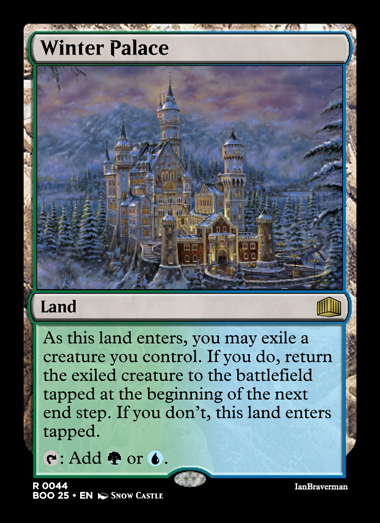 Winter Palace
Land
As this land enters, you may exile a
creature you control. If you do, return
the exiled creature to the battlefield
tapped at the beginning of the next
end step. If you don't, this land enters
tapped.
: Add or .
R 0044
BOO 25 • EN Snow Castle
IanBraverman